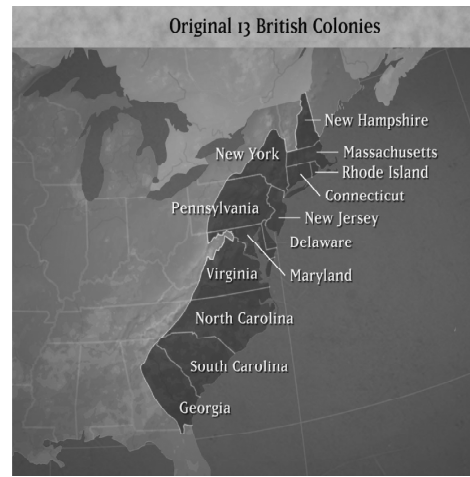 Original 13 British Colonies
New Hampshire
New York
Massachusetts
Rhode Island
Connecticut
Pennsylvania
New Jersey
Delaware
Virginia
Maryland
North Carolina
South Carolina
Georgia